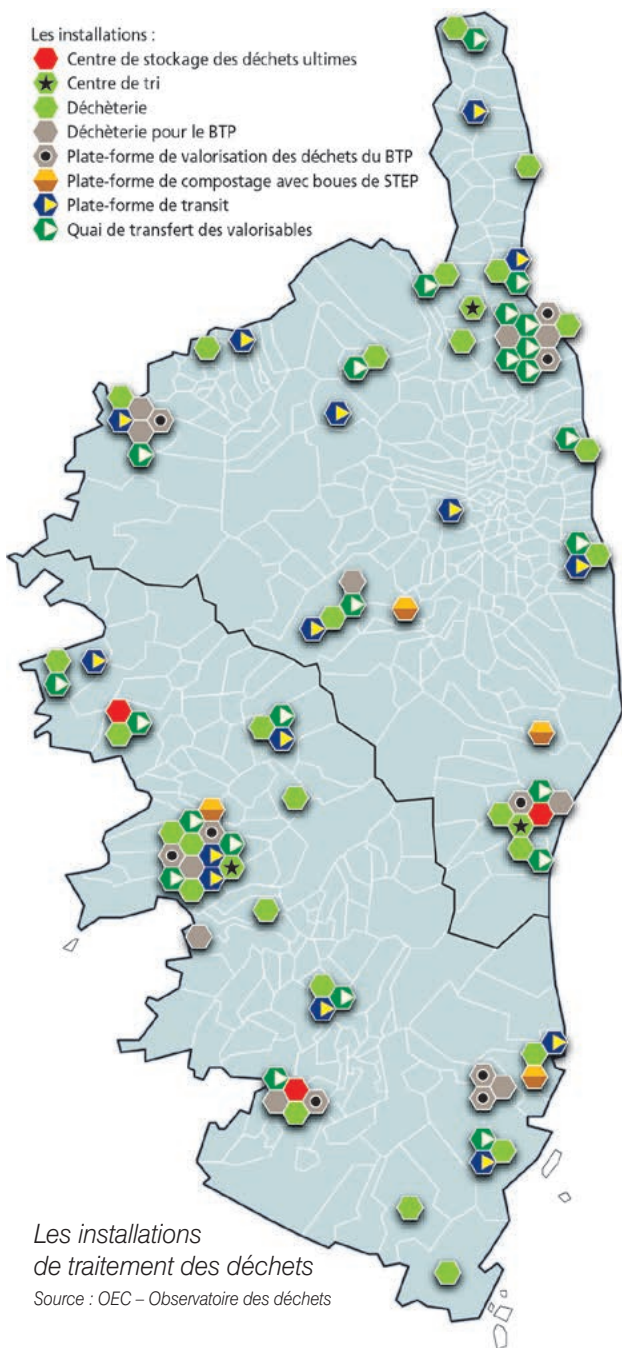 Les installations :
Centre de stockage des déchets ultimes
Centre de tri
Déchèterie
Déchèterie pour le BTP
Plate-forme de valorisation des déchets du BTP
Plate-forme de compostage avec boues de STEP
Plate-forme de transit
Quai de transfert des valorisables
Les installations
de traitement des déchets
Source : OEC – Observatoire des déchets